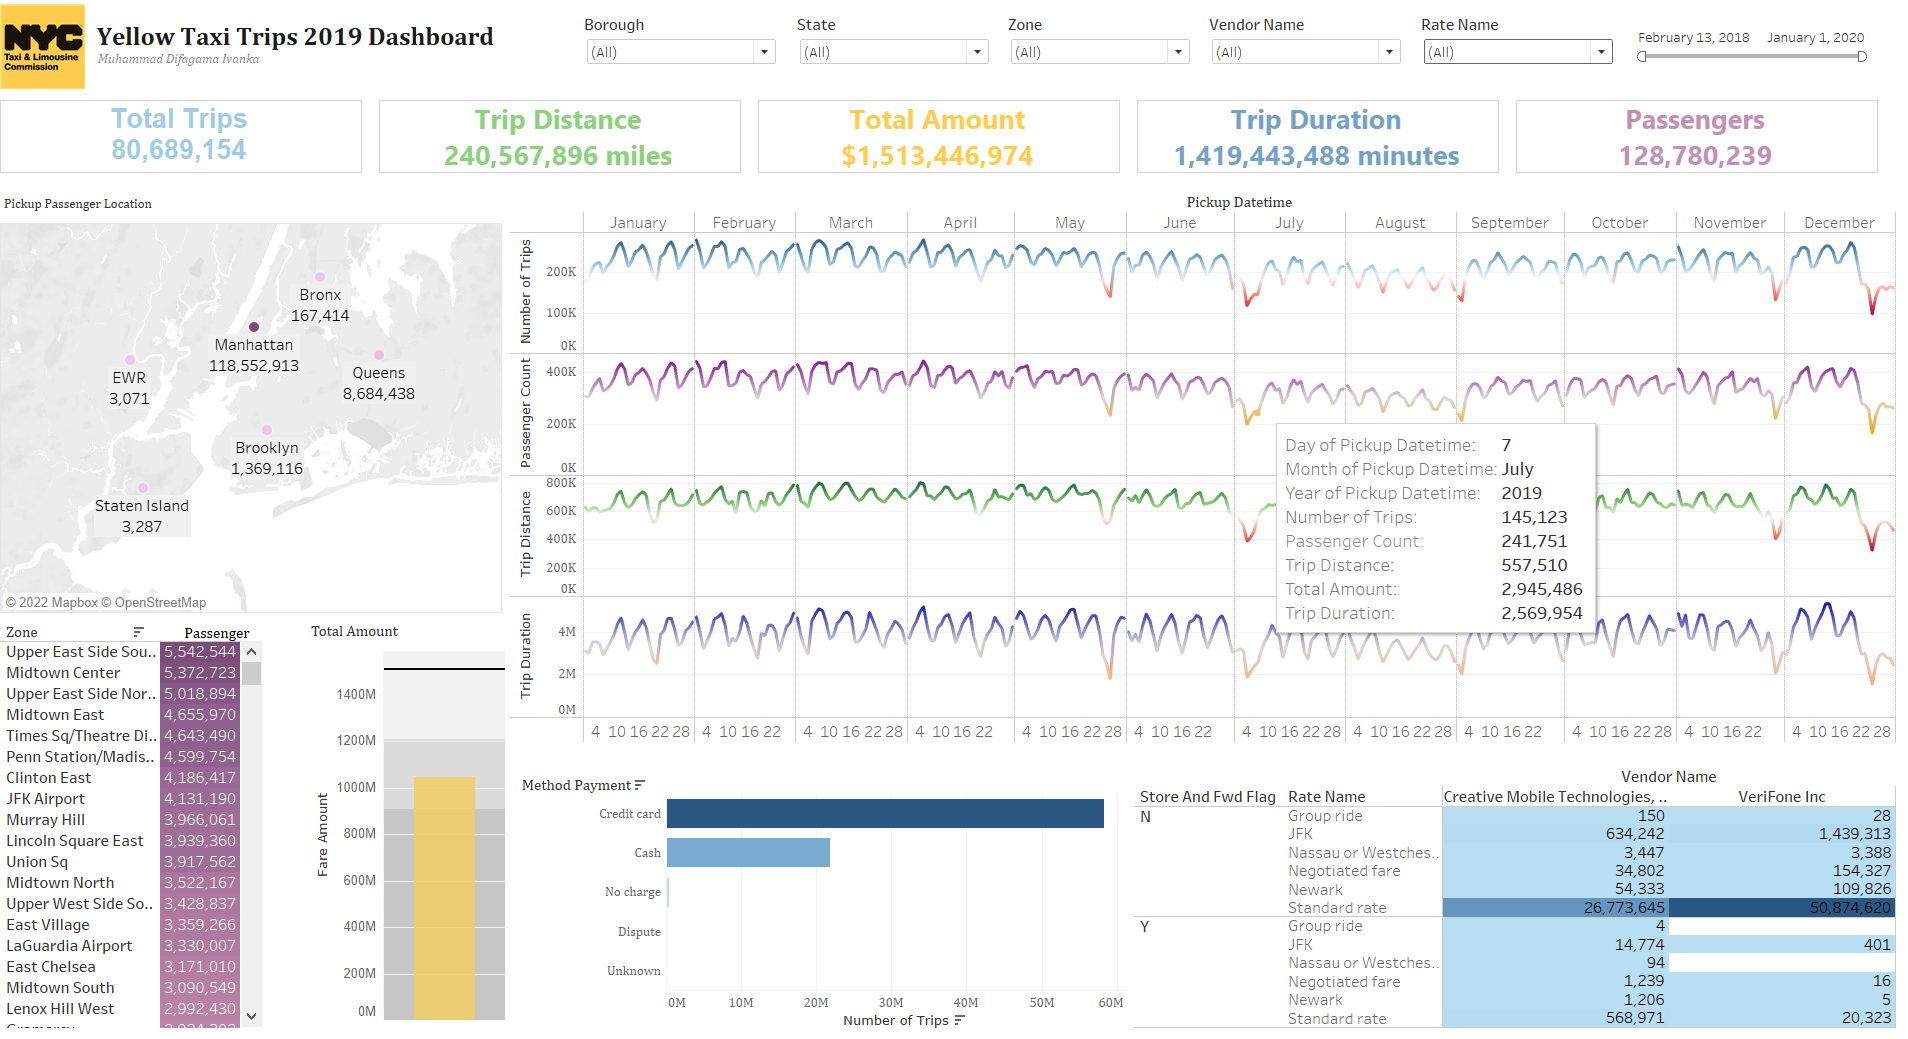 NYC
Taxi & Limousine
Commission
Yellow Taxi Trips 2019 Dashboard
Muhammad Difagama Ivanka
Borough
(All)
State
(All)
Zone
(All)
Vendor Name
(All)
Rate Name
(All)
February 13, 2018 January 1, 2020
Total Trips
80,689,154
Trip Distance
240,567,896 miles
Total Amount
$1,513,446,974
Trip Duration
1,419,443,488 minutes
Passengers
128,780,239
Pickup Passenger Location
Bronx
167,414
Manhattan
118,552,913
EWR
3,071
Queens
8,684,438
Brooklyn
1,369,116
Staten Island
3,287
© 2022 Mapbox © OpenStreetMap
Pickup Datetime
January February March April May June July August September October November December
Number of Trips
200K
100K
0K
Passenger Count
400K
200K
0K
Trip Distance
800K
600K
400K
200K
0K
Trip Duration
4M
2M
0M
4 10 16 22 28 4 10 16 22 4 10 16 22 28 4 10 16 22 4 10 16 22 28 4 10 16 22 4 10 16 22 28 4 10 16 22 28 4 10 16 22 4 10 16 22 28 4 10 16 22 4 10 16 22 28
Day of Pickup Datetime: 7
Month of Pickup Datetime: July
Year of Pickup Datetime: 2019
Number of Trips: 145,123
Passenger Count: 241,751
Trip Distance: 557,510
Total Amount: 2,945,486
Trip Duration: 2,569,954
Zone Passenger
Upper East Side Sou.. 5,542,544
Midtown Center 5,372,723
Upper East Side Nor.. 5,018,894
Midtown East 4,655,970
Times Sq/Theatre Di.. 4,643,490
Penn Station/Madis.. 4,599,754
Clinton East 4,186,417
JFK Airport 4,131,190
Murray Hill 3,966,061
Lincoln Square East 3,939,360
Union Sq 3,917,562
Midtown North 3,522,167
Upper West Side So.. 3,428,837
East Village 3,359,266
LaGuardia Airport 3,330,007
East Chelsea 3,171,010
Midtown South 3,090,549
Lenox Hill West 2,992,430
Total Amount
Fare Amount
1400M
1200M
1000M
800M
600M
400M
200M
0M
Method Payment
Credit card
Cash
No charge
Dispute
Unknown
0M 10M 20M 30M 40M 50M 60M
Number of Trips
Vendor Name
Store And Fwd Flag Rate Name Creative Mobile Technologies, .. VeriFone Inc
N Group ride 150 28
JFK 634,242 1,439,313
Nassau or Westches.. 3,447 3,388
Negotiated fare 34,802 154,327
Newark 54,333 109,826
Standard rate 26,773,645 50,874,620
Y Group ride 4
JFK 14,774 401
Nassau or Westches.. 94
Negotiated fare 1,239 16
Newark 1,206 5
Standard rate 568,971 20,323